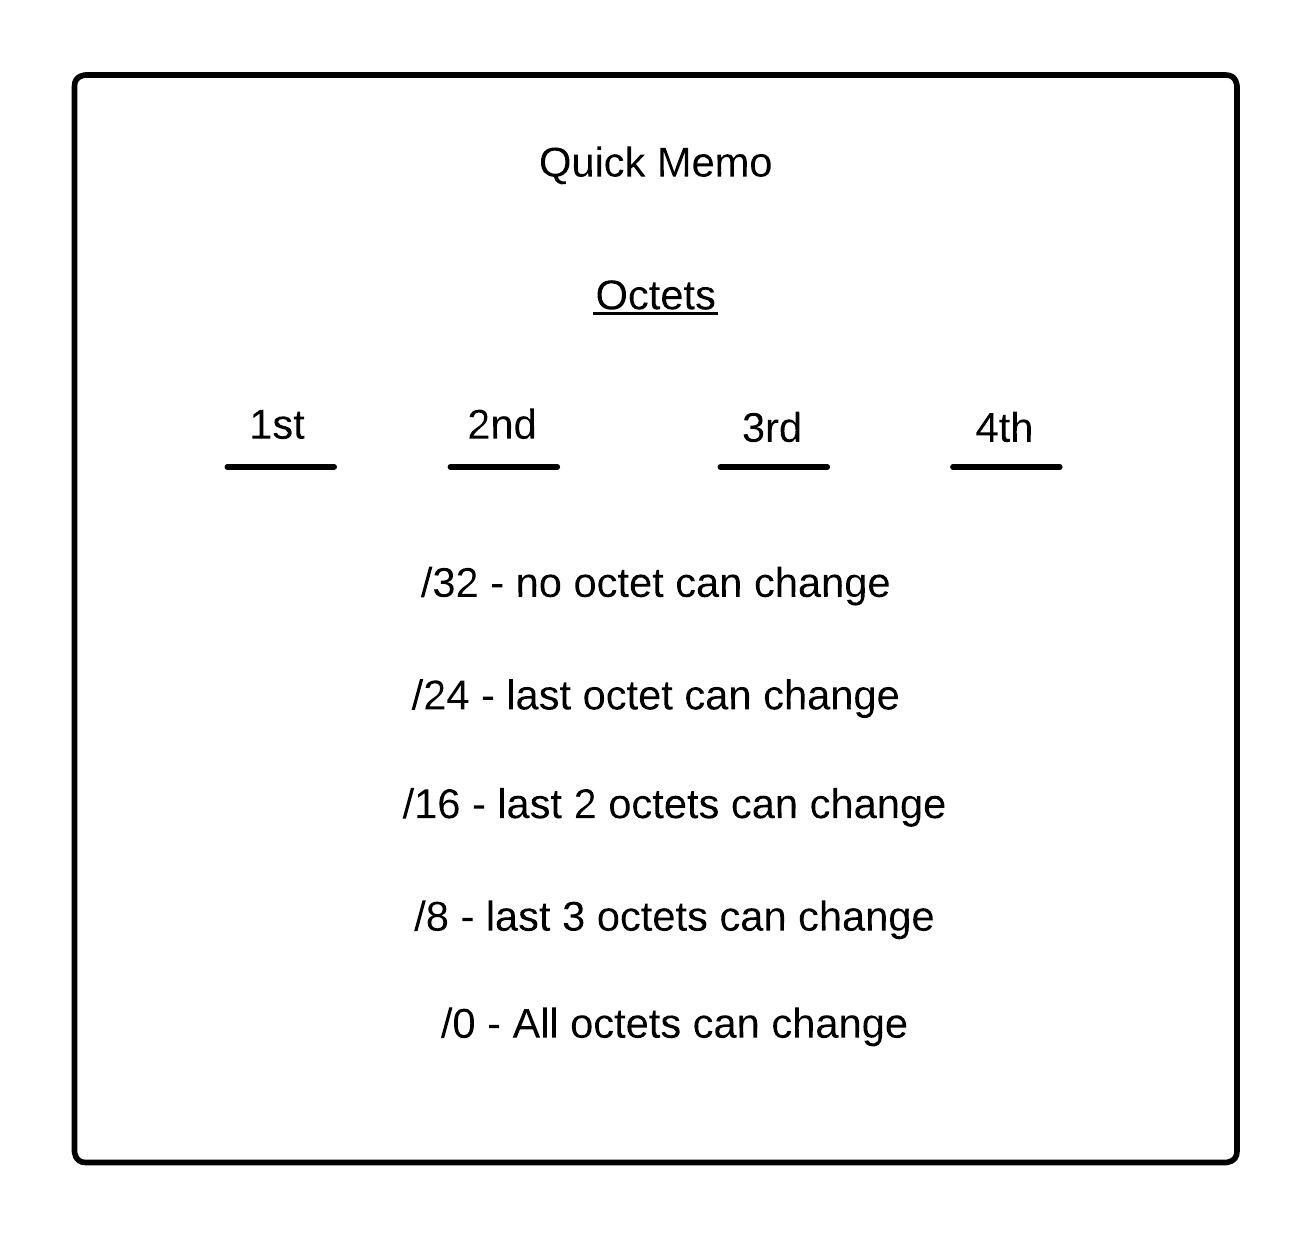 Quick Memo
Octets
1st 2nd 3rd 4th
/32 - no octet can change
/24 - last octet can change
/16 - last 2 octets can change
/8 - last 3 octets can change
/0 - All octets can change